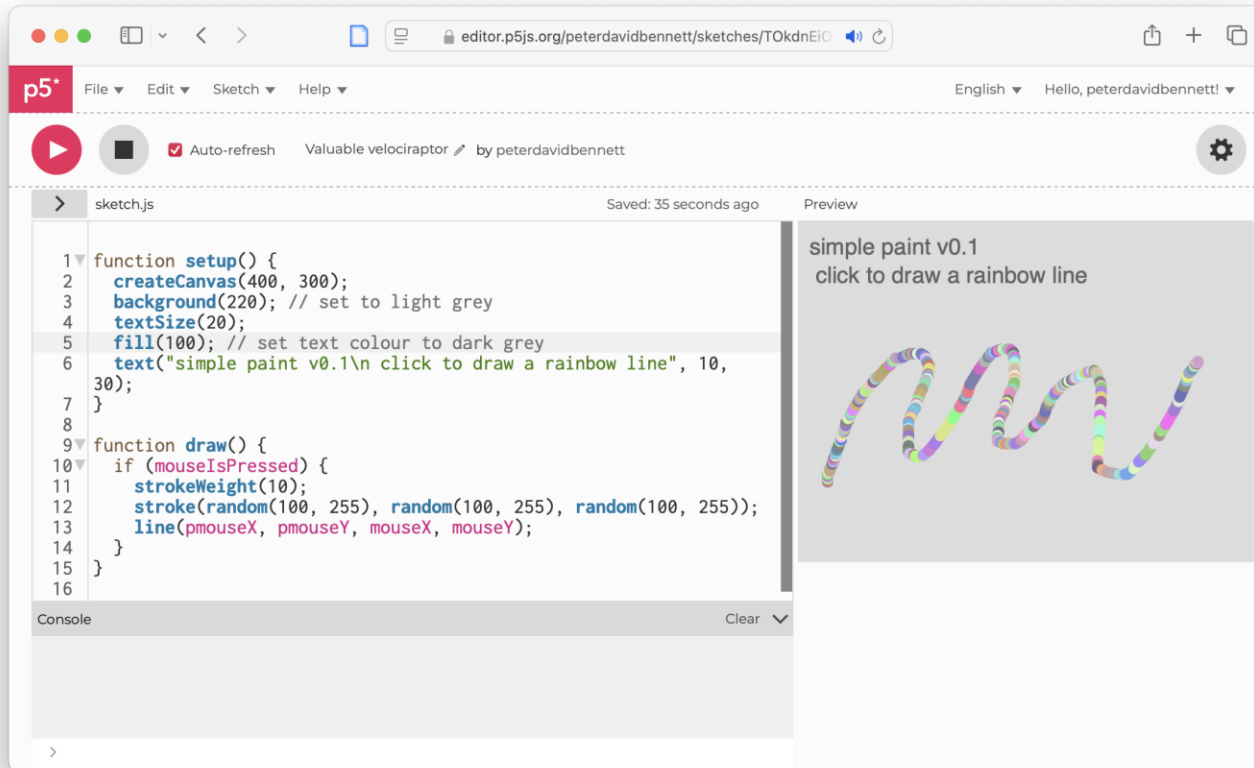 editor.p5js.org/peterdavidbennett/sketches/TOkdnEiO
p5*
File
Edit
Sketch
Help
English
Hello, peterdavidbennett!
Auto-refresh
Valuable velociraptor
by peterdavidbennett
sketch.js
Saved: 35 seconds ago
Preview
1 function setup() {
2 createCanvas(400, 300);
3 background(220); // set to light grey
4 textSize(20);
5 fill(100); // set text colour to dark grey
6 text("simple paint v0.1\n click to draw a rainbow line", 10,
30);
7 }
8
9 function draw() {
10 if (mouseIsPressed) {
11 strokeWeight(10);
12 stroke(random(100, 255), random(100, 255), random(100, 255));
13 line(pmouseX, pmouseY, mouseX, mouseY);
14 }
15 }
16
simple paint v0.1
click to draw a rainbow line
Console
Clear
>